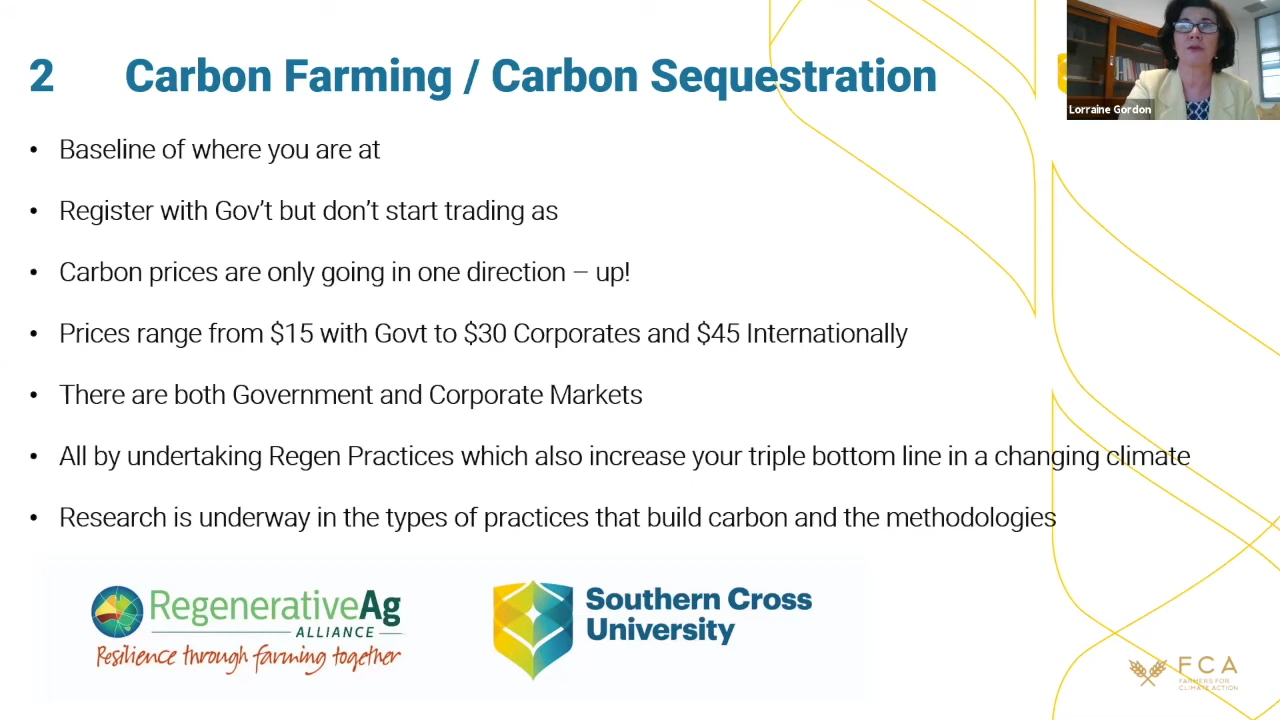 2 Carbon Farming / Carbon Sequestration
Lorraine Gordon
• Baseline of where you are at
• Register with Gov’t but don’t start trading as
• Carbon prices are only going in one direction – up!
• Prices range from $15 with Govt to $30 Corporates and $45 Internationally
• There are both Government and Corporate Markets
• All by undertaking Regen Practices which also increase your triple bottom line in a changing climate
• Research is underway in the types of practices that build carbon and the methodologies
RegenerativeAg
ALLIANCE
Resilience through farming together
Southern Cross
University
FCA
FARMERS FOR
CLIMATE ACTION